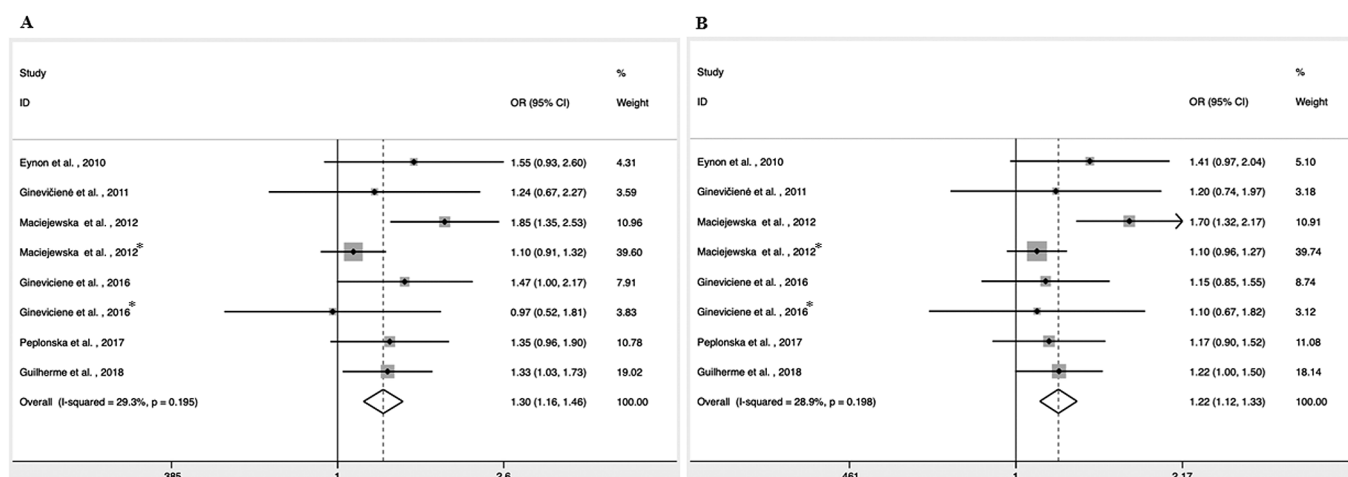 A
Study %
ID OR (95% CI) Weight
Eynon et al. , 2010 1.55 (0.93, 2.60) 4.31
Ginevičienė et al. , 2011 1.24 (0.67, 2.27) 3.59
Maciejewska et al. , 2012 1.85 (1.35, 2.53) 10.96
Maciejewska et al. , 2012* 1.10 (0.91, 1.32) 39.60
Gineviciene et al. , 2016 1.47 (1.00, 2.17) 7.91
Gineviciene et al. , 2016* 0.97 (0.52, 1.81) 3.83
Peplonska et al. , 2017 1.35 (0.96, 1.90) 10.78
Guilherme et al. , 2018 1.33 (1.03, 1.73) 19.02
Overall (I-squared = 29.3%, p = 0.195) 1.30 (1.16, 1.46) 100.00
.385 1 2.6
B
Study %
ID OR (95% CI) Weight
Eynon et al. , 2010 1.41 (0.97, 2.04) 5.10
Ginevičienė et al. , 2011 1.20 (0.74, 1.97) 3.18
Maciejewska et al. , 2012 1.70 (1.32, 2.17) 10.91
Maciejewska et al. , 2012* 1.10 (0.96, 1.27) 39.74
Gineviciene et al. , 2016 1.15 (0.85, 1.55) 8.74
Gineviciene et al. , 2016* 1.10 (0.67, 1.82) 3.12
Peplonska et al. , 2017 1.17 (0.90, 1.52) 11.08
Guilherme et al. , 2018 1.22 (1.00, 1.50) 18.14
Overall (I-squared = 28.9%, p = 0.198) 1.22 (1.12, 1.33) 100.00
.461 1 2.17